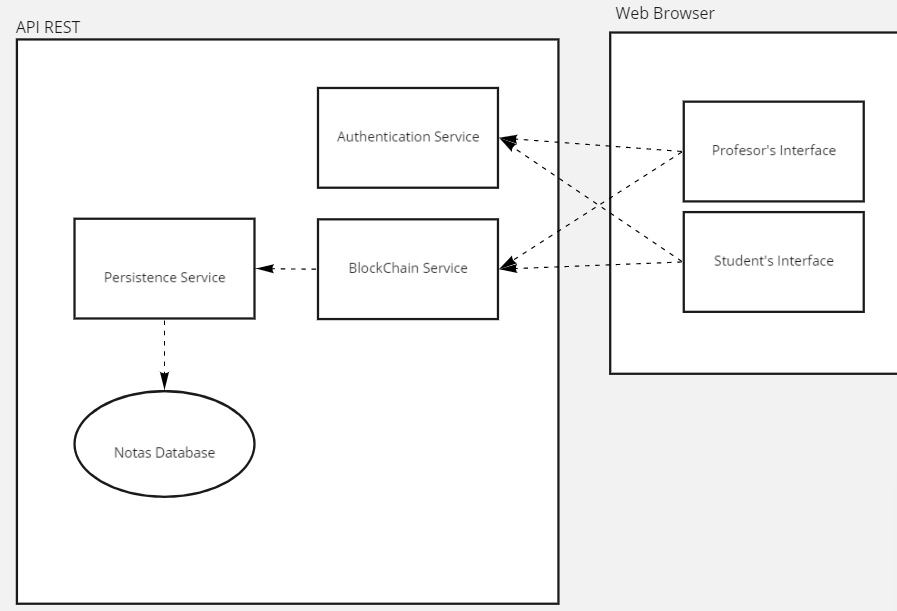 API REST
Web Browser
Authentication Service
Profesor's Interface
Persistence Service
BlockChain Service
Student's Interface
Notas Database